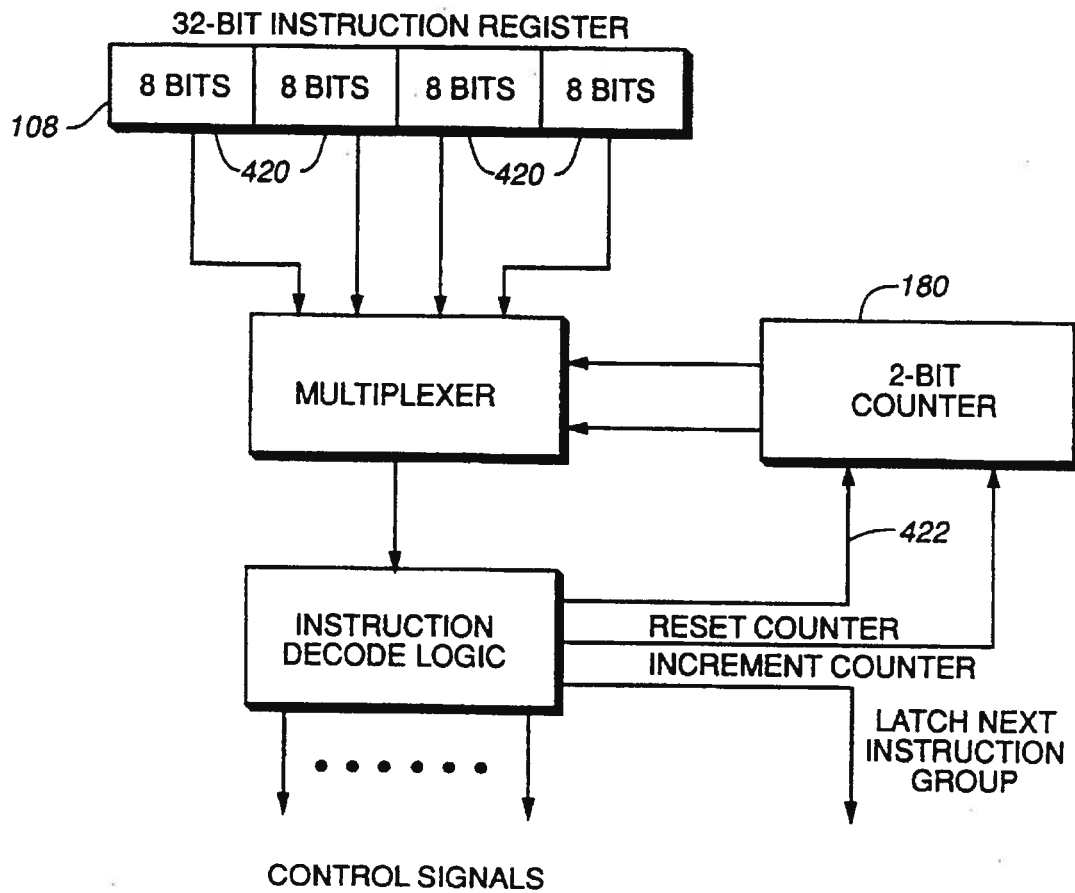 32-BIT INSTRUCTION REGISTER
8 BITS 8 BITS 8 BITS 8 BITS
108
420 420
180
MULTIPLEXER
2-BIT
COUNTER
422
INSTRUCTION
DECODE LOGIC
RESET COUNTER
INCREMENT COUNTER
LATCH NEXT
INSTRUCTION
GROUP
CONTROL SIGNALS